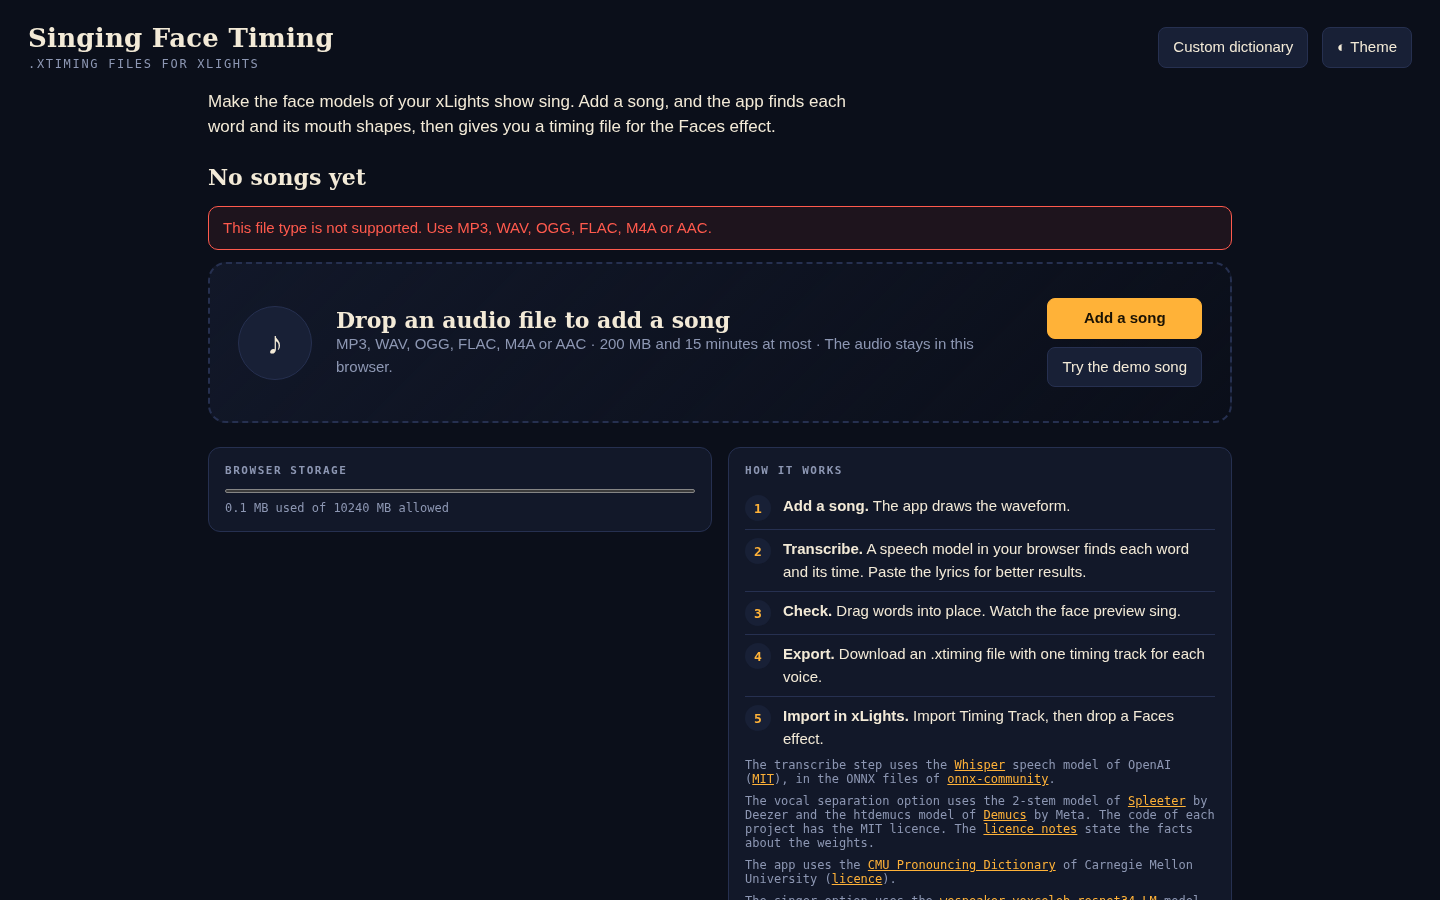 Singing Face Timing
.XTIMING FILES FOR XLIGHTS
Custom dictionary
Theme
Make the face models of your xLights show sing. Add a song, and the app finds each
word and its mouth shapes, then gives you a timing file for the Faces effect.
No songs yet
This file type is not supported. Use MP3, WAV, OGG, FLAC, M4A or AAC.
Drop an audio file to add a song
MP3, WAV, OGG, FLAC, M4A or AAC · 200 MB and 15 minutes at most · The audio stays in this
browser.
Add a song
Try the demo song
BROWSER STORAGE
0.1 MB used of 10240 MB allowed
HOW IT WORKS
1 Add a song. The app draws the waveform.
2 Transcribe. A speech model in your browser finds each word
and its time. Paste the lyrics for better results.
3 Check. Drag words into place. Watch the face preview sing.
4 Export. Download an .xtiming file with one timing track for each
voice.
5 Import in xLights. Import Timing Track, then drop a Faces
effect.
The transcribe step uses the Whisper speech model of OpenAI
(MIT), in the ONNX files of onnx-community.
The vocal separation option uses the 2-stem model of Spleeter by
Deezer and the htdemucs model of Demucs by Meta. The code of each
project has the MIT licence. The licence notes state the facts
about the weights.
The app uses the CMU Pronouncing Dictionary of Carnegie Mellon
University (licence).
The singer option uses the wespeaker-voxceleb-resnet34-LM model